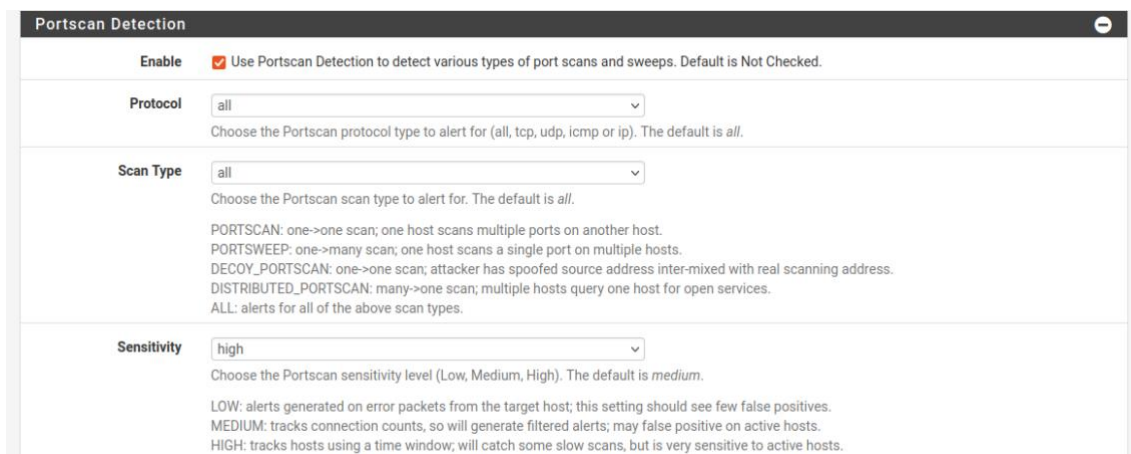 Portscan Detection
Enable
Use Portscan Detection to detect various types of port scans and sweeps. Default is Not Checked.
Protocol
all
Choose the Portscan protocol type to alert for (all, tcp, udp, icmp or ip). The default is all.
Scan Type
all
Choose the Portscan scan type to alert for. The default is all.
PORTSCAN: one->one scan; one host scans multiple ports on another host.
PORTSWEEP: one->many scan; one host scans a single port on multiple hosts.
DECOY_PORTSCAN: one->one scan; attacker has spoofed source address inter-mixed with real scanning address.
DISTRIBUTED_PORTSCAN: many->one scan; multiple hosts query one host for open services.
ALL: alerts for all of the above scan types.
Sensitivity
high
Choose the Portscan sensitivity level (Low, Medium, High). The default is medium.
LOW: alerts generated on error packets from the target host; this setting should see few false positives.
MEDIUM: tracks connection counts, so will generate filtered alerts; may false positive on active hosts.
HIGH: tracks hosts using a time window; will catch some slow scans, but is very sensitive to active hosts.